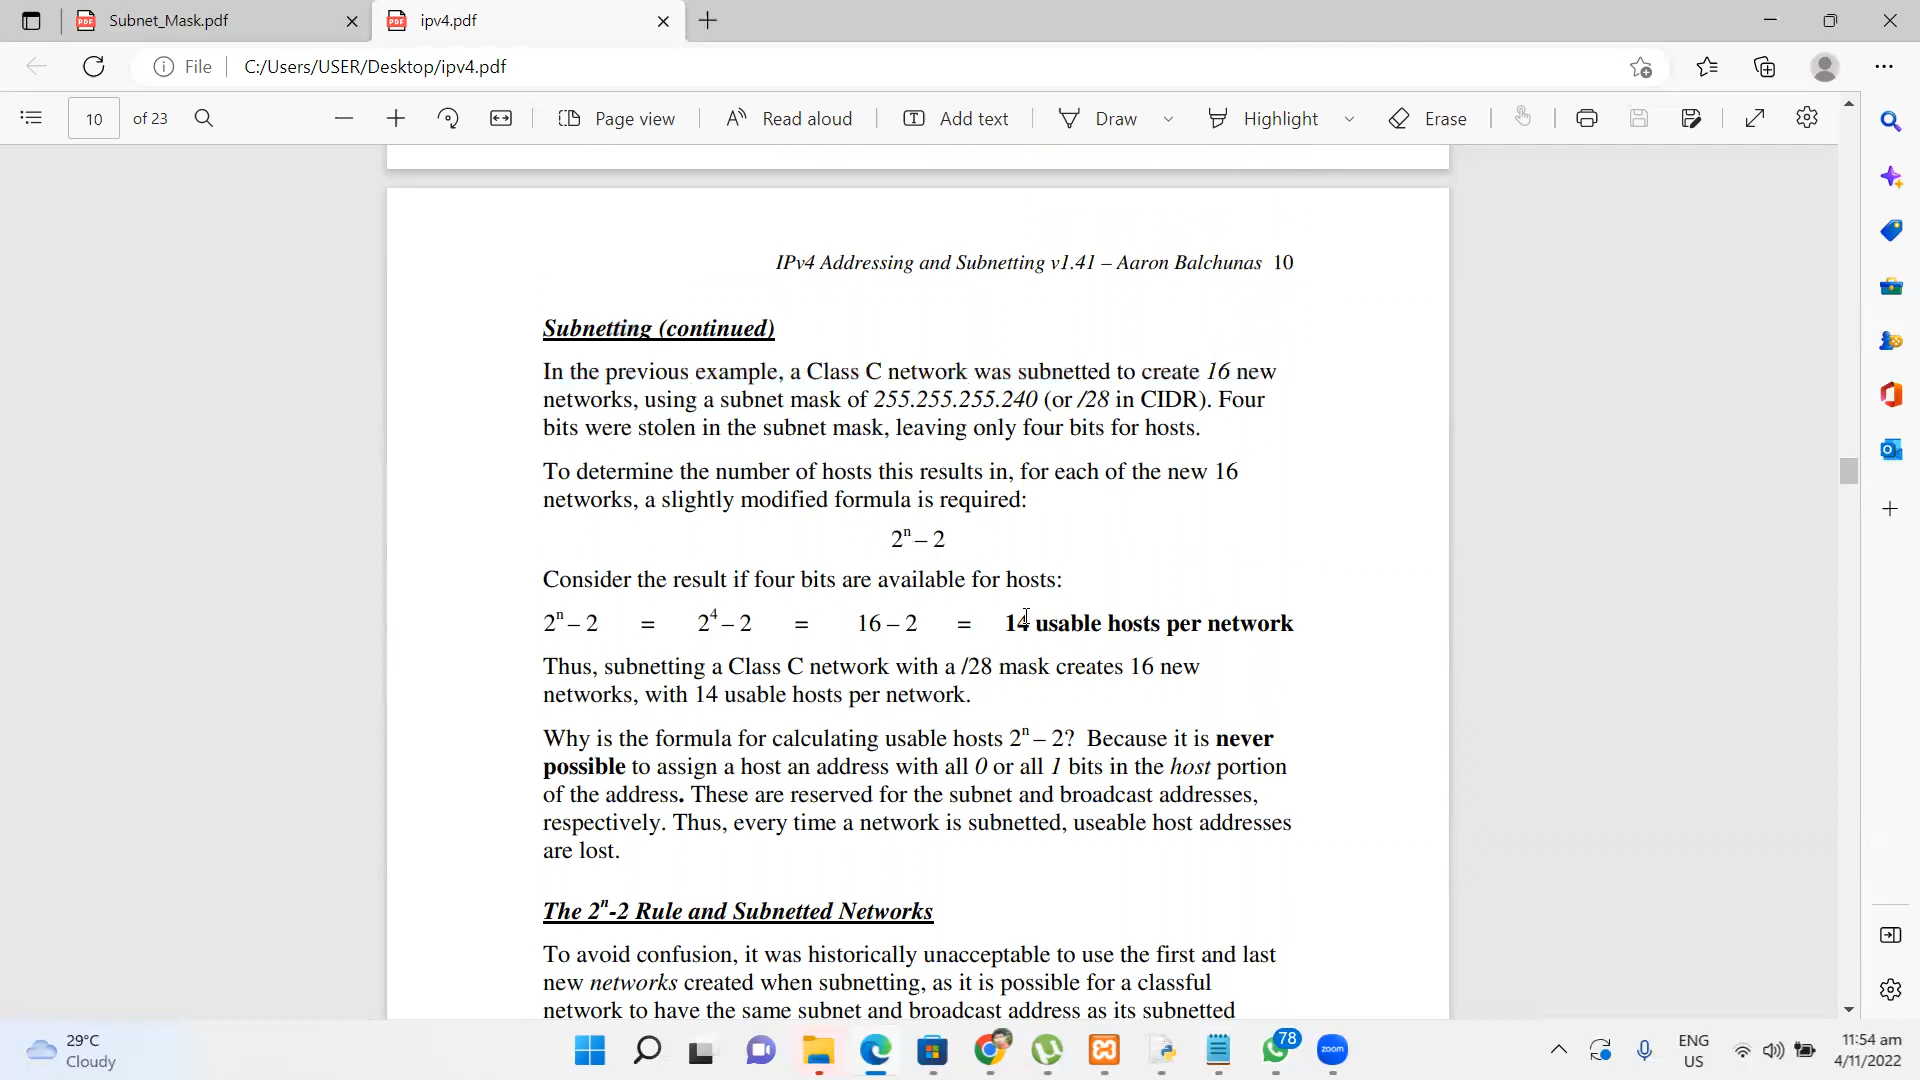 Subnet_Mask.pdf
ipv4.pdf
File
C:/Users/USER/Desktop/ipv4.pdf
10 of 23
Page view
Read aloud
Add text
Draw
Highlight
Erase
IPv4 Addressing and Subnetting v1.41 – Aaron Balchunas 10
Subnetting (continued)
In the previous example, a Class C network was subnetted to create 16 new
networks, using a subnet mask of 255.255.255.240 (or /28 in CIDR). Four
bits were stolen in the subnet mask, leaving only four bits for hosts.
To determine the number of hosts this results in, for each of the new 16
networks, a slightly modified formula is required:
2ⁿ – 2
Consider the result if four bits are available for hosts:
2ⁿ – 2 = 2⁴ – 2 = 16 – 2 = 14 usable hosts per network
Thus, subnetting a Class C network with a /28 mask creates 16 new
networks, with 14 usable hosts per network.
Why is the formula for calculating usable hosts 2ⁿ – 2? Because it is never
possible to assign a host an address with all 0 or all 1 bits in the host portion
of the address. These are reserved for the subnet and broadcast addresses,
respectively. Thus, every time a network is subnetted, useable host addresses
are lost.
The 2ⁿ-2 Rule and Subnetted Networks
To avoid confusion, it was historically unacceptable to use the first and last
new networks created when subnetting, as it is possible for a classful
network to have the same subnet and broadcast address as its subnetted
29°C
Cloudy
78
zoom
ENG
US
11:54 am
4/11/2022